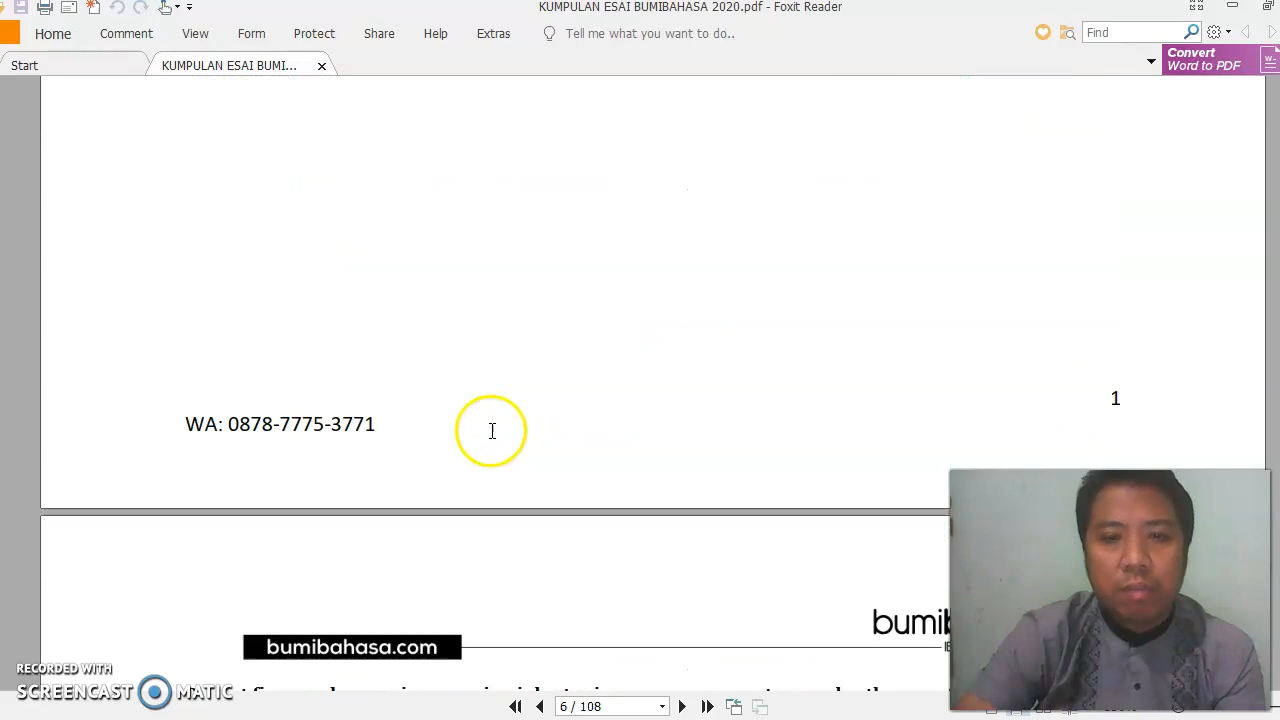 KUMPULAN ESAI BUMIBAHASA 2020.pdf - Foxit Reader
Home Comment View Form Protect Share Help Extras Tell me what you want to do.. Find
Start KUMPULAN ESAI BUMI... Convert
Word to PDF
1
WA: 0878-7775-3771
bumib
bumibahasa.com
RECORDED WITH
SCREENCAST MATIC
6 / 108